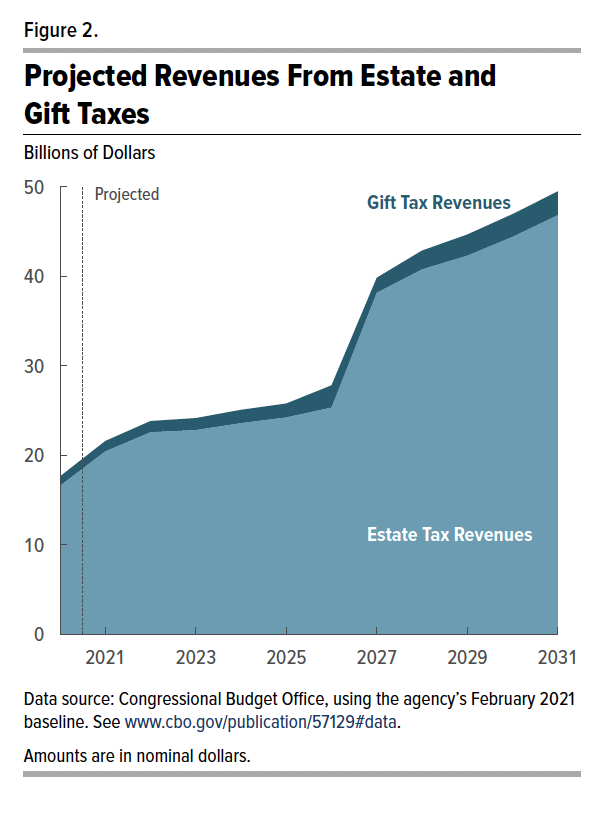 Figure 2.
Projected Revenues From Estate and
Gift Taxes
Billions of Dollars
50
Projected
Gift Tax Revenues
40
30
20
Estate Tax Revenues
10
0
2021 2023 2025 2027 2029 2031
Data source: Congressional Budget Office, using the agency’s February 2021
baseline. See www.cbo.gov/publication/57129#data.
Amounts are in nominal dollars.